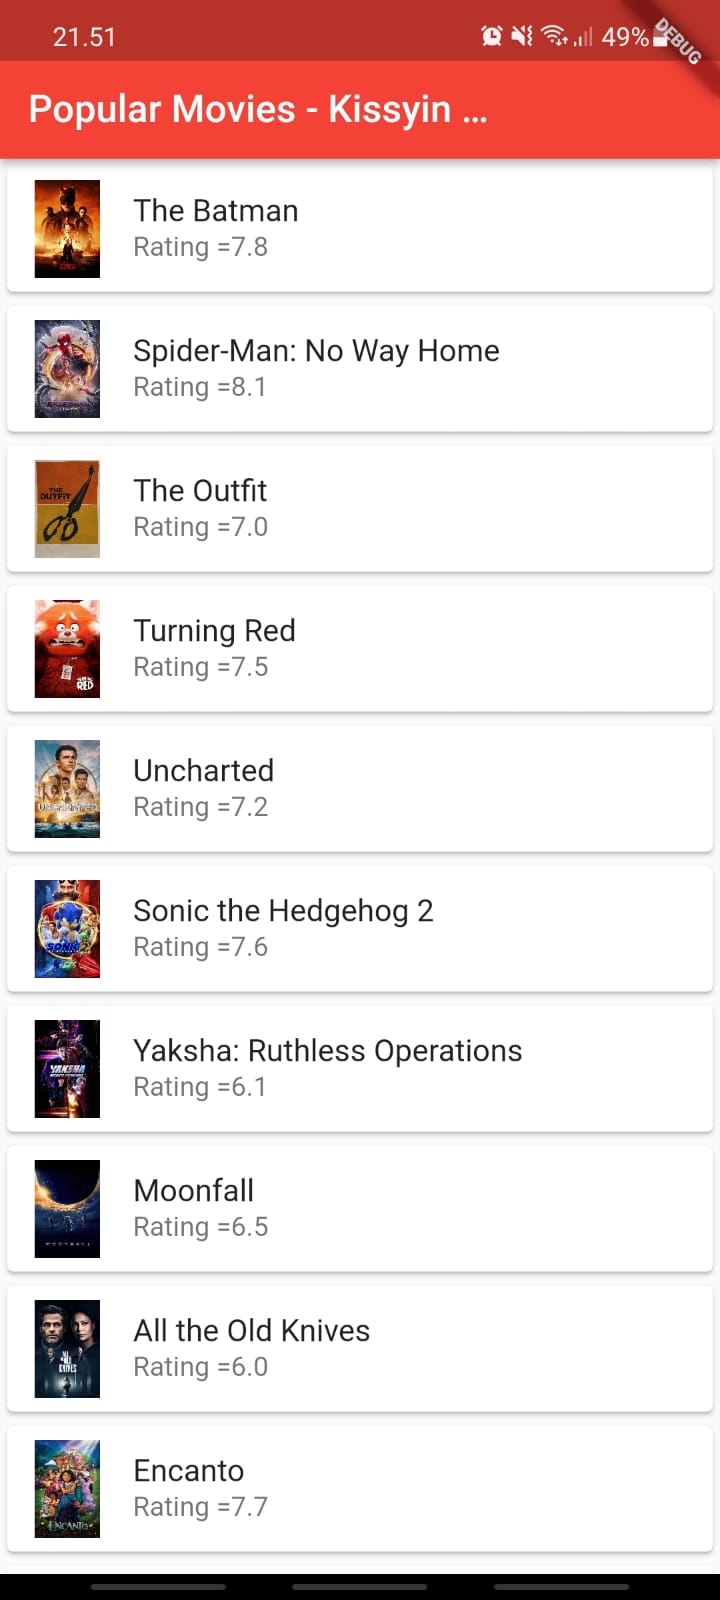 21.51
49%
DEBUG
Popular Movies - Kissyin ...
The Batman
Rating =7.8
Spider-Man: No Way Home
Rating =8.1
THE
OUTFIT
The Outfit
Rating =7.0
Turning Red
Rating =7.5
RED
Uncharted
Rating =7.2
UNCHARTED
Sonic the Hedgehog 2
Rating =7.6
SONIC 2
Yaksha: Ruthless Operations
Rating =6.1
YAKSHA
Moonfall
Rating =6.5
MOONFALL
All the Old Knives
Rating =6.0
ALL
THE OLD
KNIVES
Encanto
Rating =7.7
ENCANTO